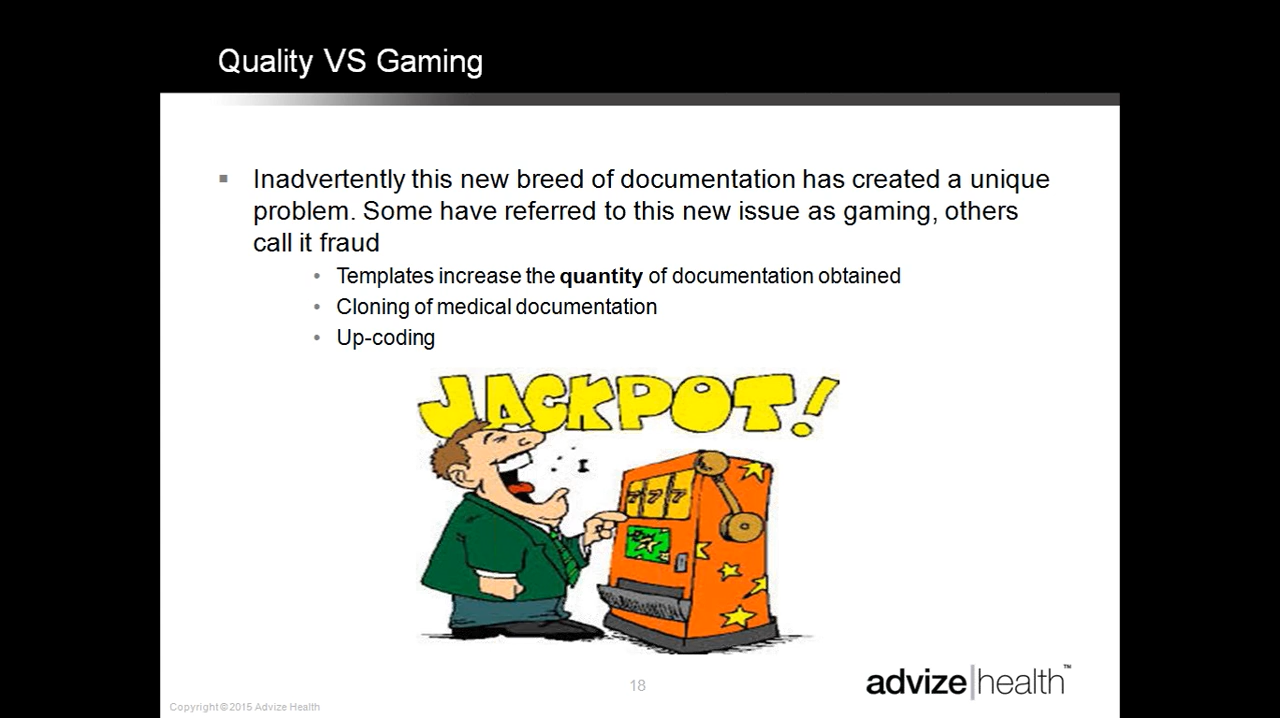 Quality VS Gaming
▪ Inadvertently this new breed of documentation has created a unique
problem. Some have referred to this new issue as gaming, others
call it fraud
• Templates increase the quantity of documentation obtained
• Cloning of medical documentation
• Up-coding
JACKPOT!
777
18
advize|health™
Copyright ©2015 Advize Health